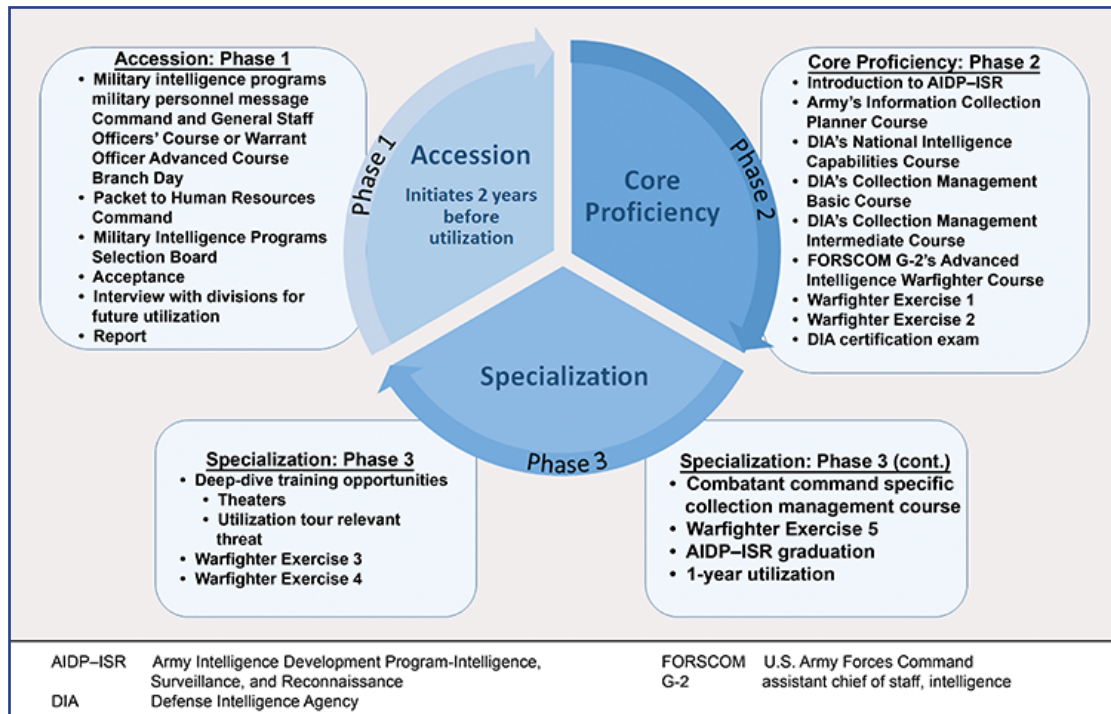 Accession: Phase 1
• Military intelligence programs
military personnel message
Command and General Staff
Officers' Course or Warrant
Officer Advanced Course
Branch Day
• Packet to Human Resources
Command
• Military Intelligence Programs
Selection Board
• Acceptance
• Interview with divisions for
future utilization
• Report
Phase 1
Accession
Initiates 2 years
before
utilization
Core
Proficiency
Phase 2
Core Proficiency: Phase 2
• Introduction to AIDP–ISR
• Army's Information Collection
Planner Course
• DIA's National Intelligence
Capabilities Course
• DIA's Collection Management
Basic Course
• DIA's Collection Management
Intermediate Course
• FORSCOM G-2's Advanced
Intelligence Warfighter Course
• Warfighter Exercise 1
• Warfighter Exercise 2
• DIA certification exam
Specialization
Phase 3
Specialization: Phase 3
• Deep-dive training opportunities
• Theaters
• Utilization tour relevant
threat
• Warfighter Exercise 3
• Warfighter Exercise 4
Specialization: Phase 3 (cont.)
• Combatant command specific
collection management course
• Warfighter Exercise 5
• AIDP–ISR graduation
• 1-year utilization
AIDP–ISR Army Intelligence Development Program-Intelligence,
Surveillance, and Reconnaissance
DIA Defense Intelligence Agency
FORSCOM U.S. Army Forces Command
G-2 assistant chief of staff, intelligence